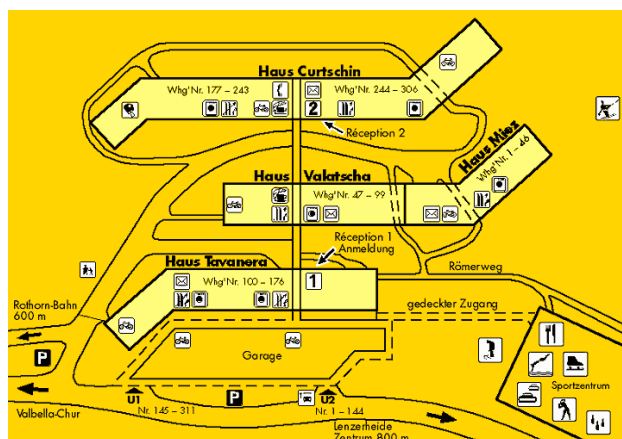 Haus Curtschin
Whg'Nr. 177 – 243
Whg'Nr. 244 – 306
2
Réception 2
Haus Miez
Whg'Nr. 1 – 46
Haus Vakatscha
Whg'Nr. 47 – 99
Réception 1
Anmeldung
Haus Tavanera
Whg'Nr. 100 – 176
1
Römerweg
Rothorn-Bahn
600 m
gedeckter Zugang
Garage
Sportzentrum
P
P
U1
U2
Nr. 145 – 311
Nr. 1 – 144
Valbella-Chur
Lenzerheide
Zentrum 800 m